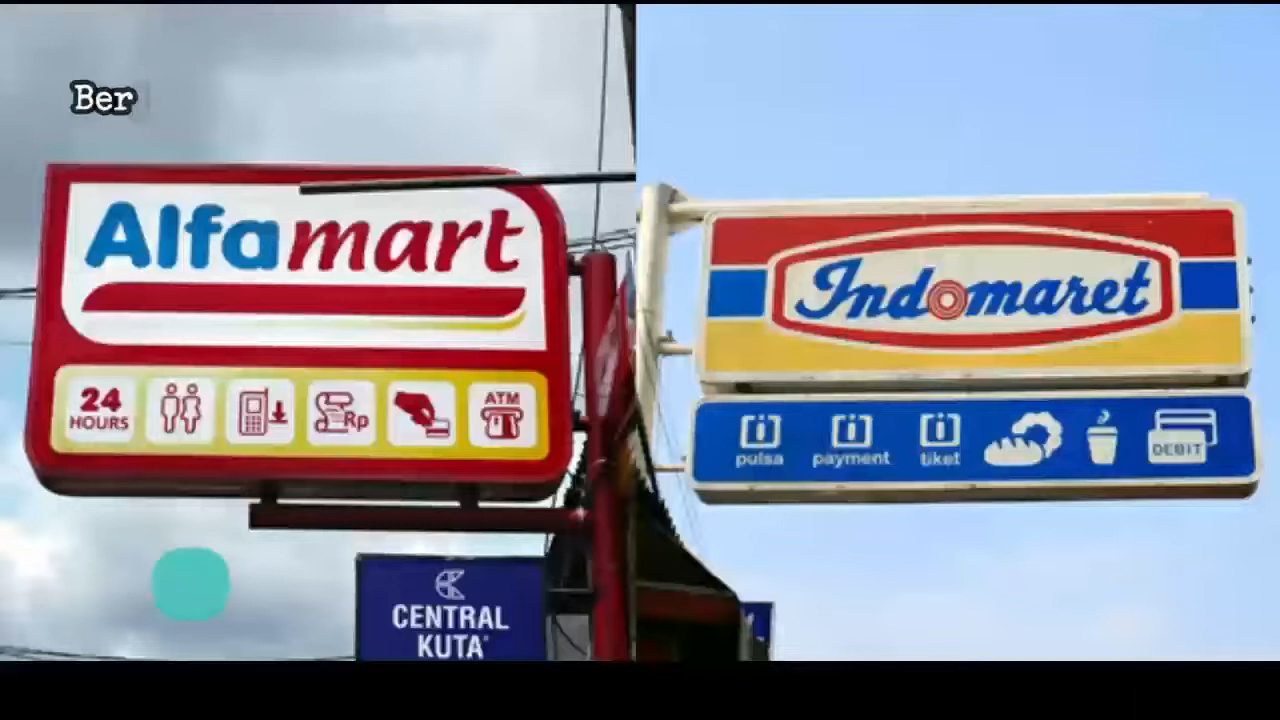 Ber
Alfamart
24
HOURS
Rp
ATM
CENTRAL
KUTA
Indomaret
pulsa
payment
tiket
DEBIT